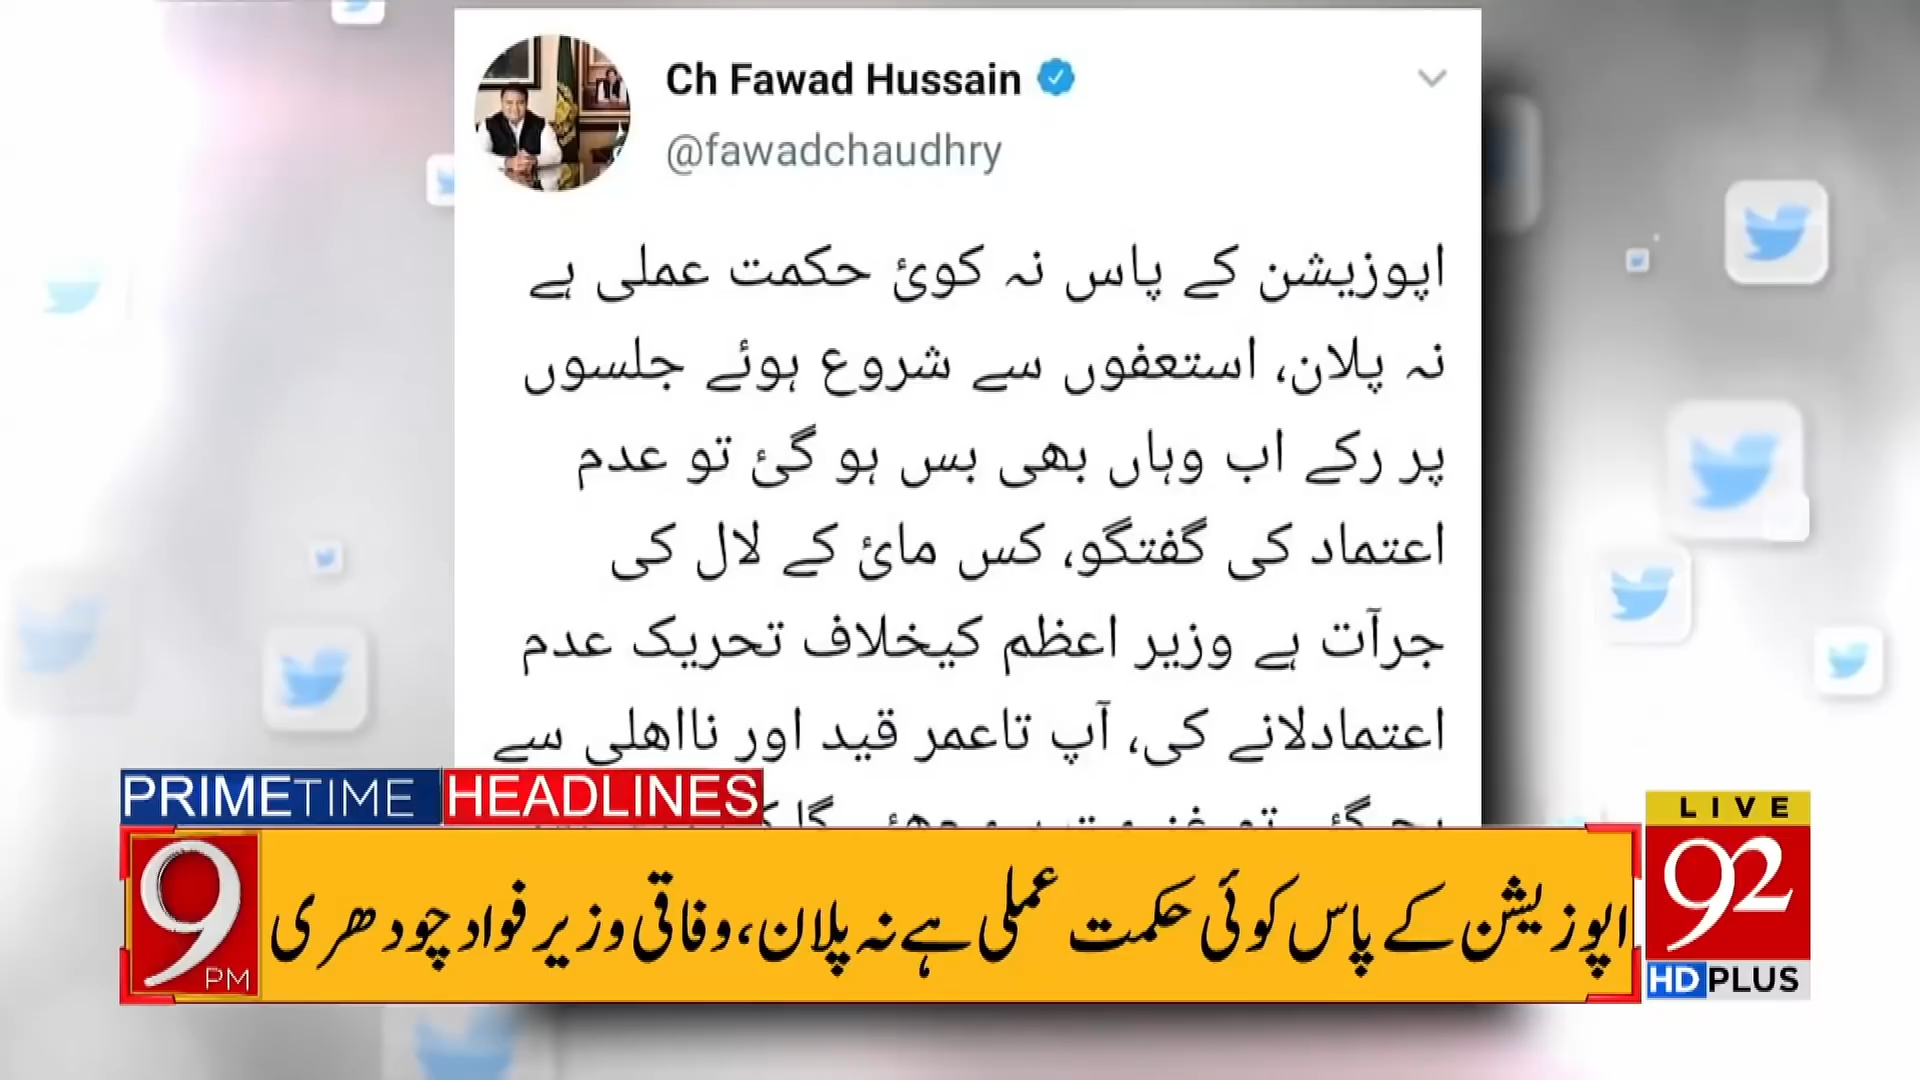 Ch Fawad Hussain
@fawadchaudhry
اپوزیشن کے پاس نہ کوئ حکمت عملی ہے
نہ پلان، استعفوں سے شروع ہوئے جلسوں
پر رکے اب وہاں بھی بس ہو گئ تو عدم
اعتماد کی گفتگو، کس مائ کے لال کی
جرآت ہے وزیر اعظم کیخلاف تحریک عدم
اعتمادلانے کی، آپ تاعمر قید اور نااھلی سے
PRIMETIME HEADLINES
9 PM
اپوزیشن کے پاس کوئی حکمت عملی ہے نہ پلان، وفاقی وزیر فواد چودھری
LIVE
92
HD PLUS